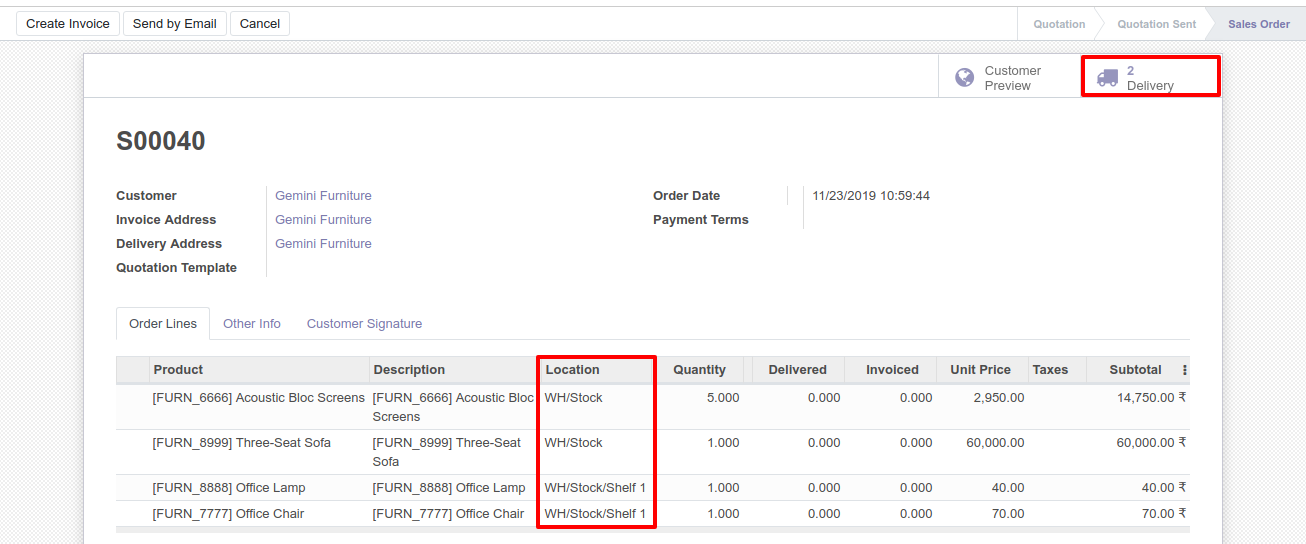 Create Invoice Send by Email Cancel Quotation Quotation Sent Sales Order
Customer Preview
2 Delivery
S00040
Customer Gemini Furniture Order Date 11/23/2019 10:59:44
Invoice Address Gemini Furniture Payment Terms
Delivery Address Gemini Furniture
Quotation Template
Order Lines Other Info Customer Signature
Product Description Location Quantity Delivered Invoiced Unit Price Taxes Subtotal
[FURN_6666] Acoustic Bloc Screens [FURN_6666] Acoustic Bloc WH/Stock 5.000 0.000 0.000 2,950.00 14,750.00 ₹
Screens
[FURN_8999] Three-Seat Sofa [FURN_8999] Three-Seat WH/Stock 1.000 0.000 0.000 60,000.00 60,000.00 ₹
Sofa
[FURN_8888] Office Lamp [FURN_8888] Office Lamp WH/Stock/Shelf 1 1.000 0.000 0.000 40.00 40.00 ₹
[FURN_7777] Office Chair [FURN_7777] Office Chair WH/Stock/Shelf 1 1.000 0.000 0.000 70.00 70.00 ₹